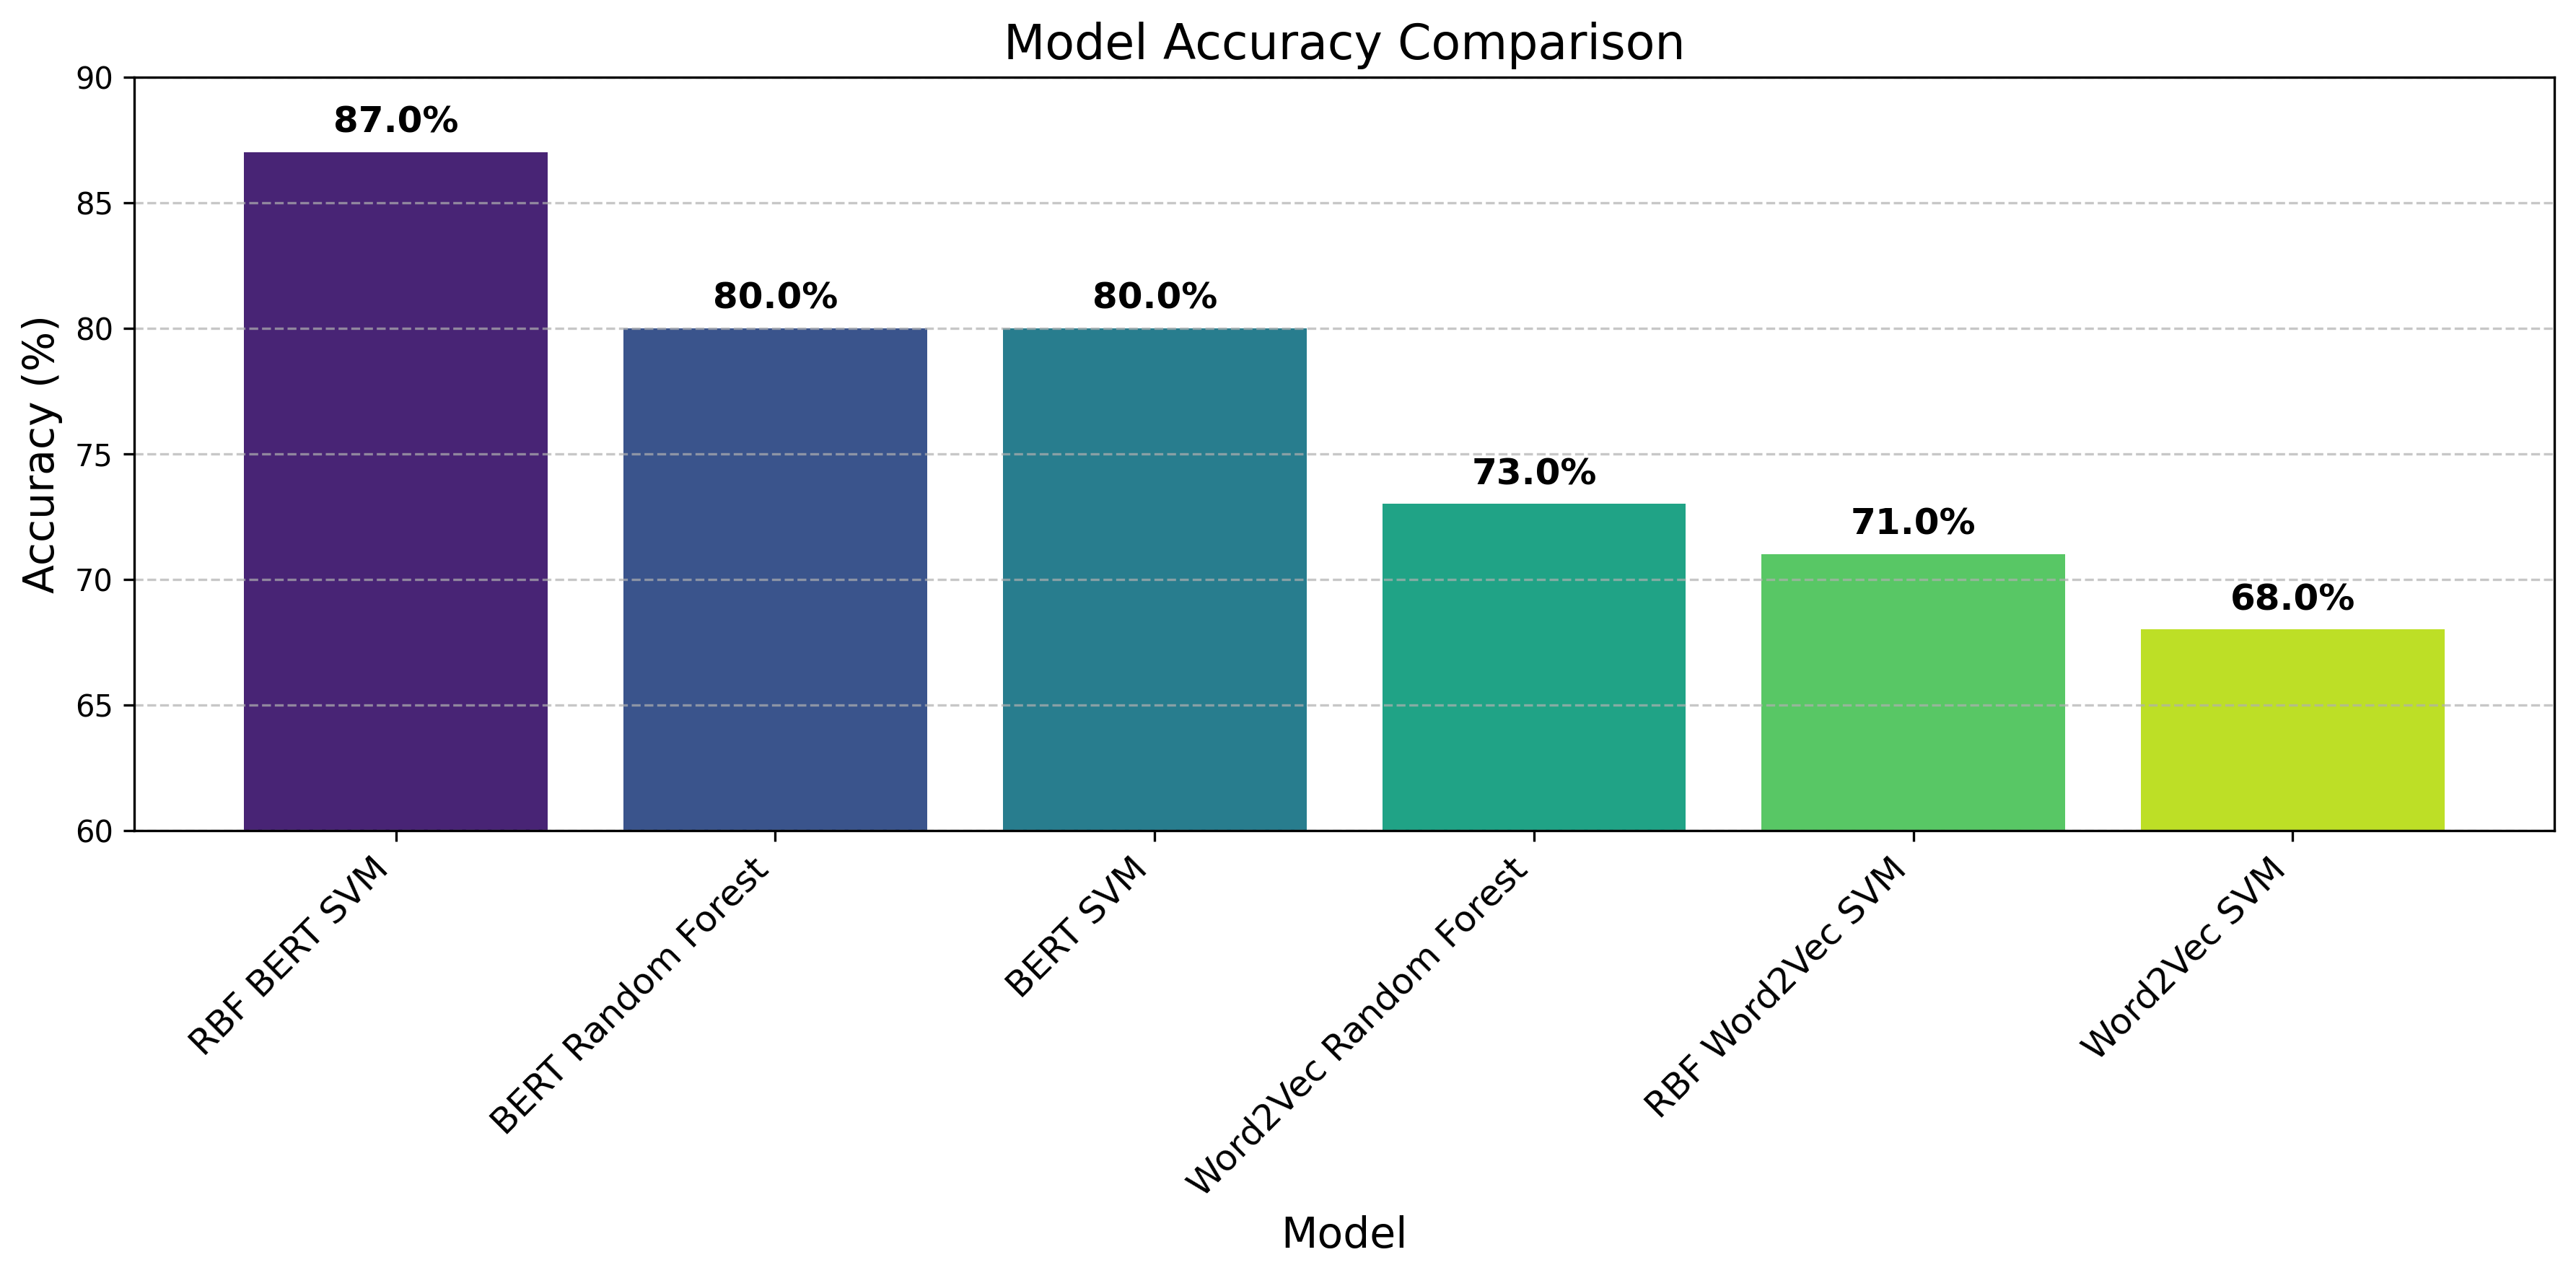 Model Accuracy Comparison
Accuracy (%)
90
85
80
75
70
65
60
87.0%
80.0%
80.0%
73.0%
71.0%
68.0%
RBF BERT SVM
BERT Random Forest
BERT SVM
Word2Vec Random Forest
RBF Word2Vec SVM
Word2Vec SVM
Model